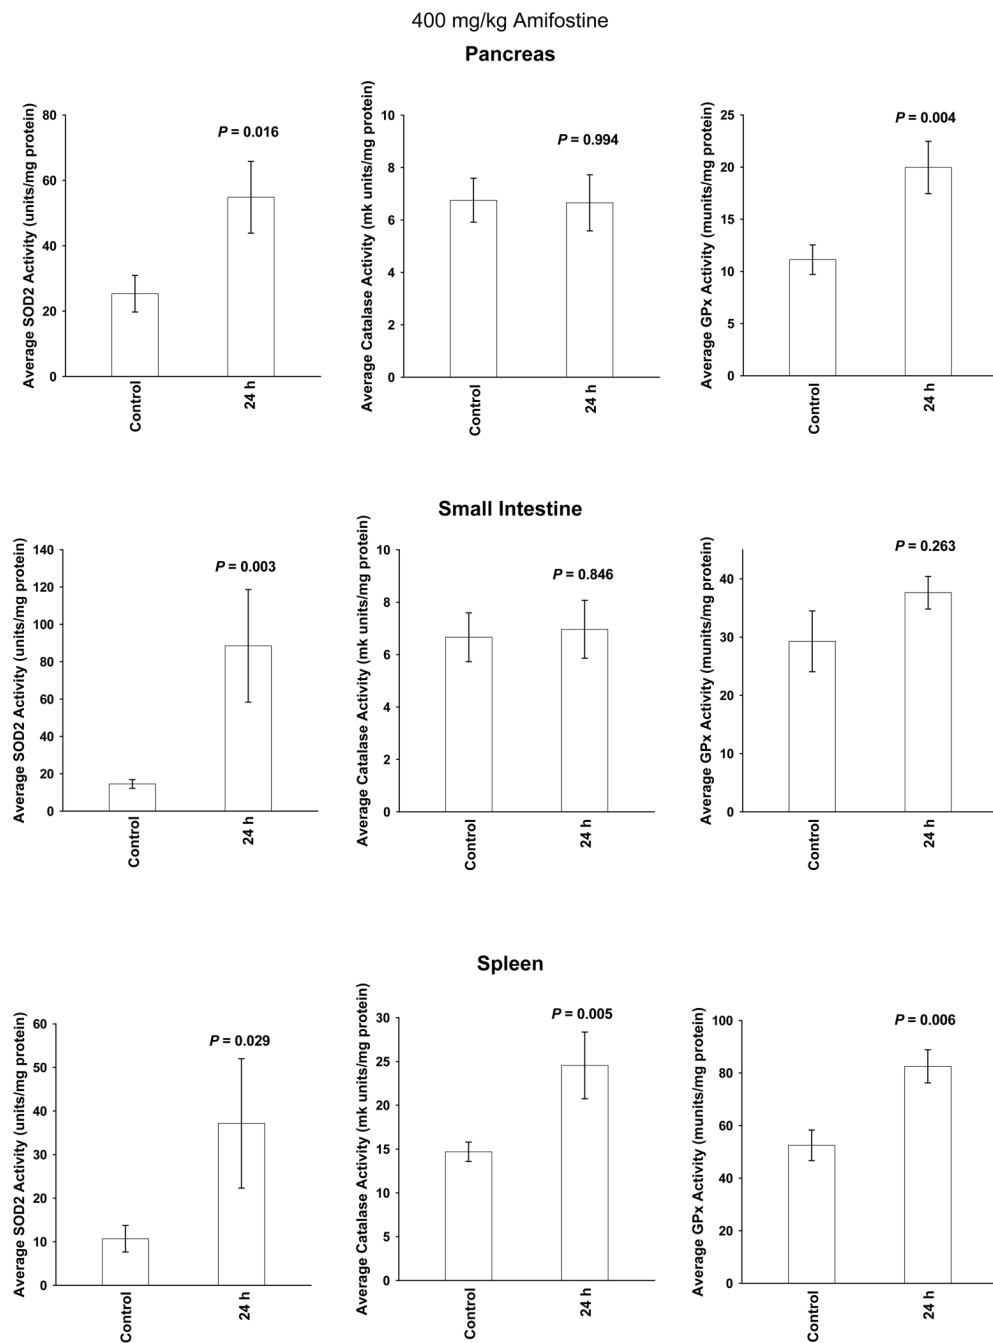 400 mg/kg Amifostine
Pancreas
Average SOD2 Activity (units/mg protein)
80
60
40
20
0
P = 0.016
Control
24 h
Average Catalase Activity (mk units/mg protein)
10
8
6
4
2
0
P = 0.994
Control
24 h
Average GPx Activity (munits/mg protein)
25
20
15
10
5
0
P = 0.004
Control
24 h
Small Intestine
Average SOD2 Activity (units/mg protein)
140
120
100
80
60
40
20
0
P = 0.003
Control
24 h
Average Catalase Activity (mk units/mg protein)
10
8
6
4
2
0
P = 0.846
Control
24 h
Average GPx Activity (munits/mg protein)
40
30
20
10
0
P = 0.263
Control
24 h
Spleen
Average SOD2 Activity (units/mg protein)
60
50
40
30
20
10
0
P = 0.029
Control
24 h
Average Catalase Activity (mk units/mg protein)
30
25
20
15
10
5
0
P = 0.005
Control
24 h
Average GPx Activity (munits/mg protein)
100
80
60
40
20
0
P = 0.006
Control
24 h